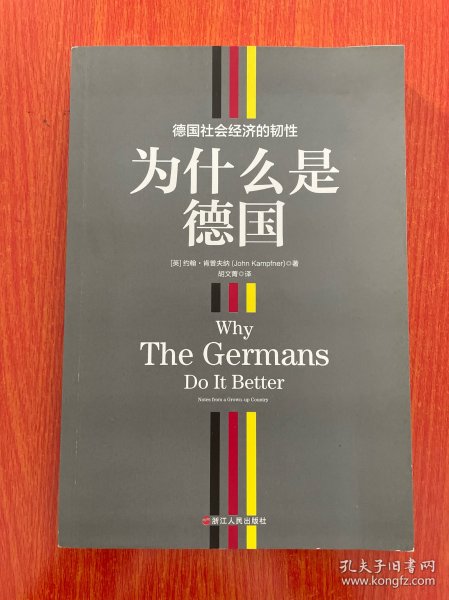 德国社会经济的韧性
为什么是
德国
[英] 约翰·肯普夫纳 (John Kampfner)◇著
胡文菁◇译
Why
The Germans
Do It Better
Notes from a Grown-up Country
浙江人民出版社
孔夫子旧书网
www.kongfz.com